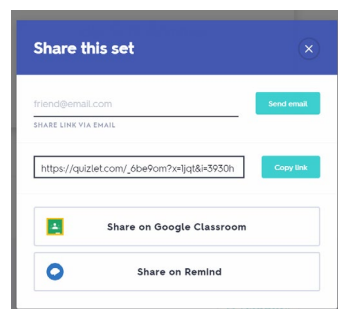 Share this set
friend@email.com
Send email
SHARE LINK VIA EMAIL
https://quizlet.com/_6be9om?x=1jqt&i=3930h
Copy link
Share on Google Classroom
Share on Remind